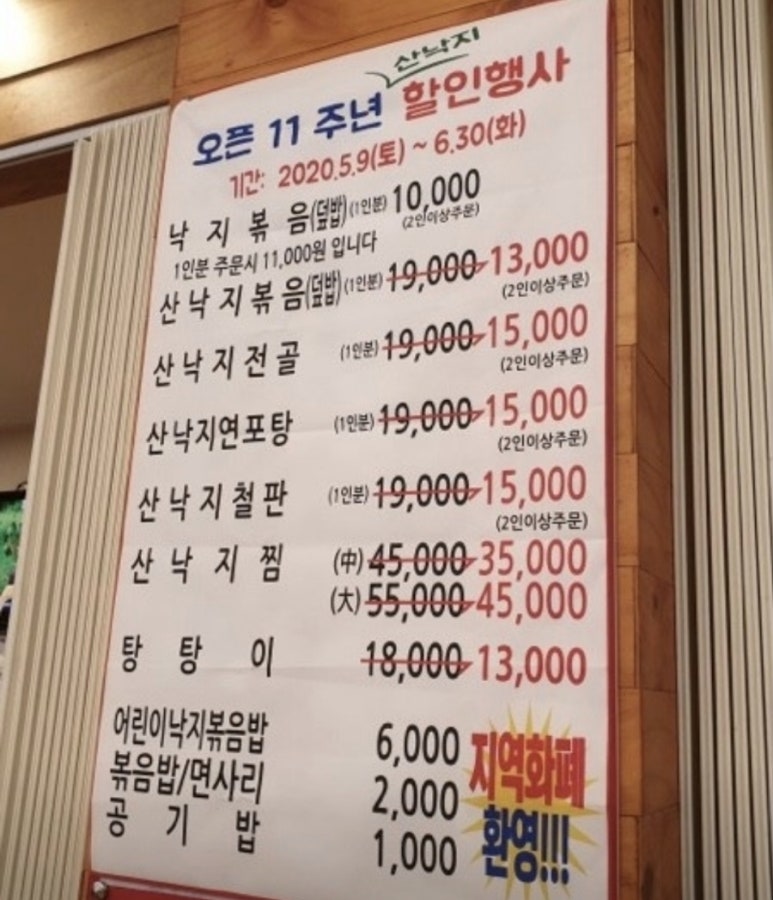 산낙지
오픈 11 주년 할인행사
기간: 2020.5.9(토) ~ 6.30(화)
낙지볶음(덮밥)(1인분) 10,000
(2인이상주문)
1인분 주문시 11,000원 입니다
산낙지볶음(덮밥)(1인분) 19,000 13,000
(2인이상주문)
산낙지전골 (1인분) 19,000 15,000
(2인이상주문)
산낙지연포탕 (1인분) 19,000 15,000
(2인이상주문)
산낙지철판 (1인분) 19,000 15,000
(2인이상주문)
산낙지찜 (中) 45,000 35,000
(大) 55,000 45,000
탕탕이 18,000 13,000
어린이낙지볶음밥 6,000
볶음밥/면사리 2,000
공기밥 1,000
지역화폐
환영!!!